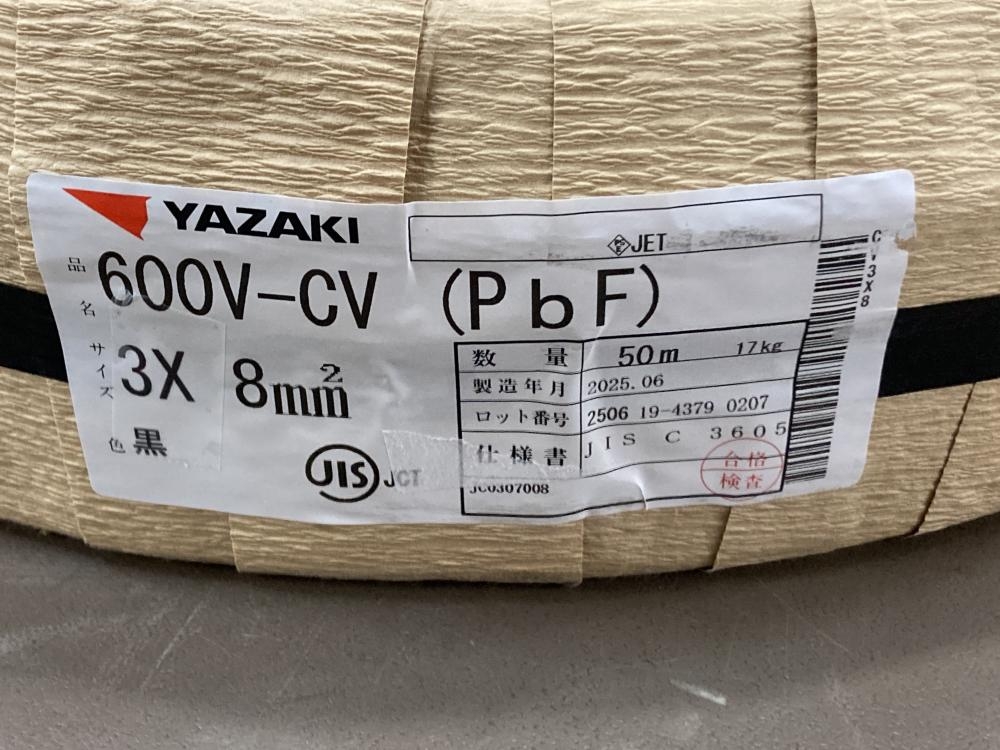 YAZAKI
PS E JET
品名 600V-CV (PbF)
サイズ 3X 8mm²
色 黒
JIS JCT
数量 50m 17kg
製造年月 2025.06
ロット番号 2506 19-4379 0207
仕様書 JIS C 3605
JC0307008
合格
検査
CV3X8